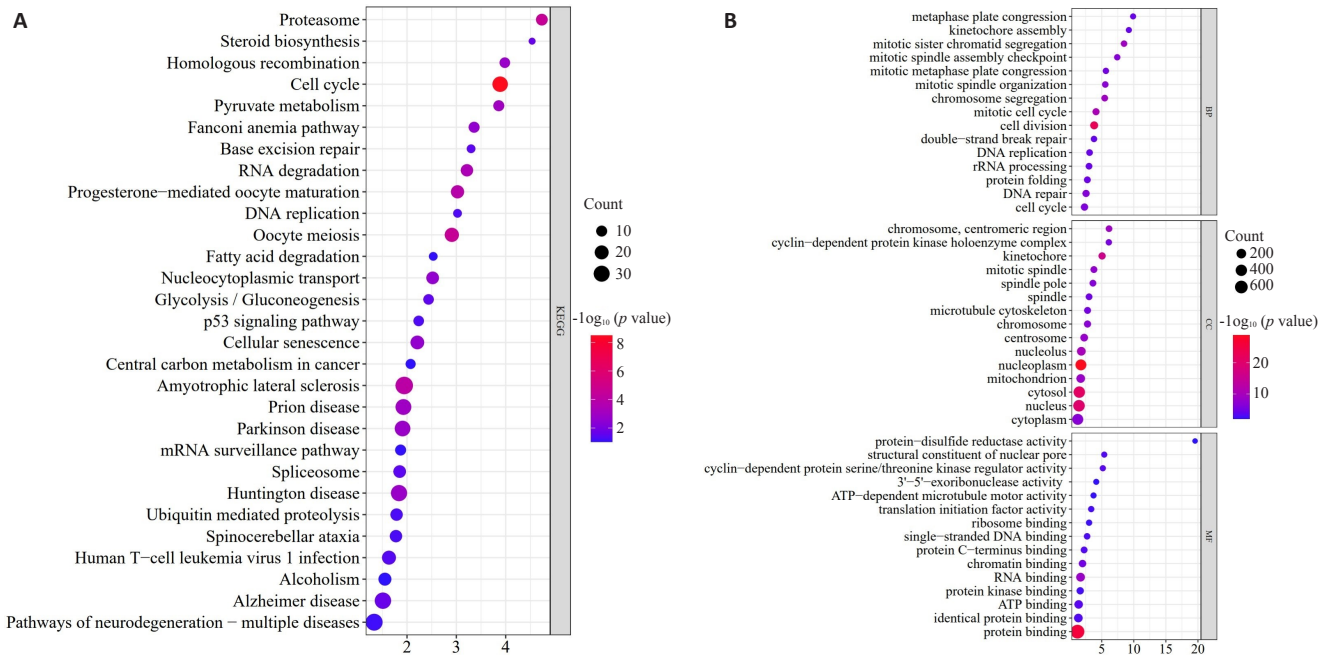 A
Proteasome
Steroid biosynthesis
Homologous recombination
Cell cycle
Pyruvate metabolism
Fanconi anemia pathway
Base excision repair
RNA degradation
Progesterone−mediated oocyte maturation
DNA replication
Oocyte meiosis
Fatty acid degradation
Nucleocytoplasmic transport
Glycolysis / Gluconeogenesis
p53 signaling pathway
Cellular senescence
Central carbon metabolism in cancer
Amyotrophic lateral sclerosis
Prion disease
Parkinson disease
mRNA surveillance pathway
Spliceosome
Huntington disease
Ubiquitin mediated proteolysis
Spinocerebellar ataxia
Human T−cell leukemia virus 1 infection
Alcoholism
Alzheimer disease
Pathways of neurodegeneration − multiple diseases
2 3 4
KEGG
Count
10
20
30
-log₁₀ (p value)
8
6
4
2
B
metaphase plate congression
kinetochore assembly
mitotic sister chromatid segregation
mitotic spindle assembly checkpoint
mitotic metaphase plate congression
mitotic spindle organization
chromosome segregation
mitotic cell cycle
cell division
double−strand break repair
DNA replication
rRNA processing
protein folding
DNA repair
cell cycle
BP
chromosome, centromeric region
cyclin−dependent protein kinase holoenzyme complex
kinetochore
mitotic spindle
spindle pole
spindle
microtubule cytoskeleton
chromosome
centrosome
nucleolus
nucleoplasm
mitochondrion
cytosol
nucleus
cytoplasm
CC
protein−disulfide reductase activity
structural constituent of nuclear pore
cyclin−dependent protein serine/threonine kinase regulator activity
3'−5'−exoribonuclease activity
ATP−dependent microtubule motor activity
translation initiation factor activity
ribosome binding
single−stranded DNA binding
protein C−terminus binding
chromatin binding
RNA binding
protein kinase binding
ATP binding
identical protein binding
protein binding
MF
5 10 15 20
Count
200
400
600
-log₁₀ (p value)
20
10